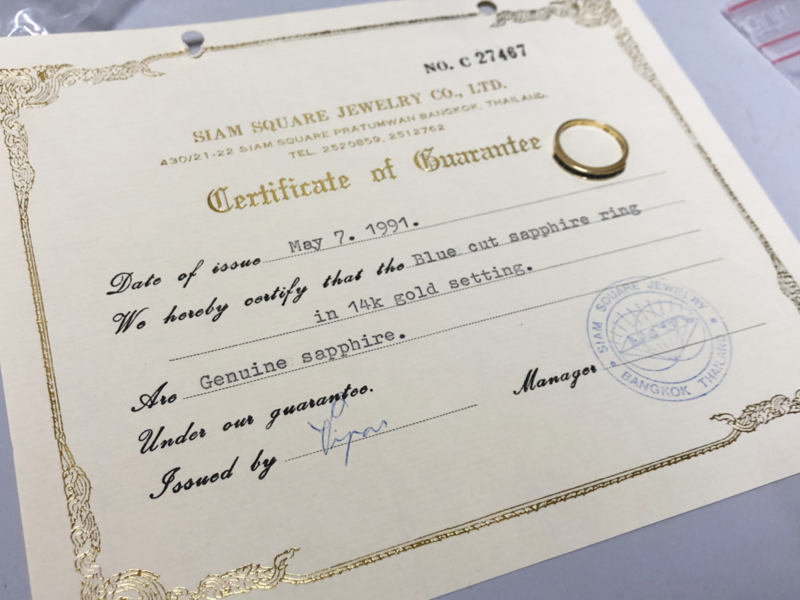 NO. C 27467
SIAM SQUARE JEWELRY CO., LTD.
430/21-22 SIAM SQUARE PRATUMWAN BANGKOK, THAILAND.
TEL. 2520859, 2512762
Certificate of Guarantee
Date of issue May 7. 1991.
We hereby certify that the Blue cut sapphire ring
in 14k gold setting.
Are Genuine sapphire.
Under our guarantee.
Issued by
Manager
SIAM SQUARE JEWELRY
BANGKOK THAILAND